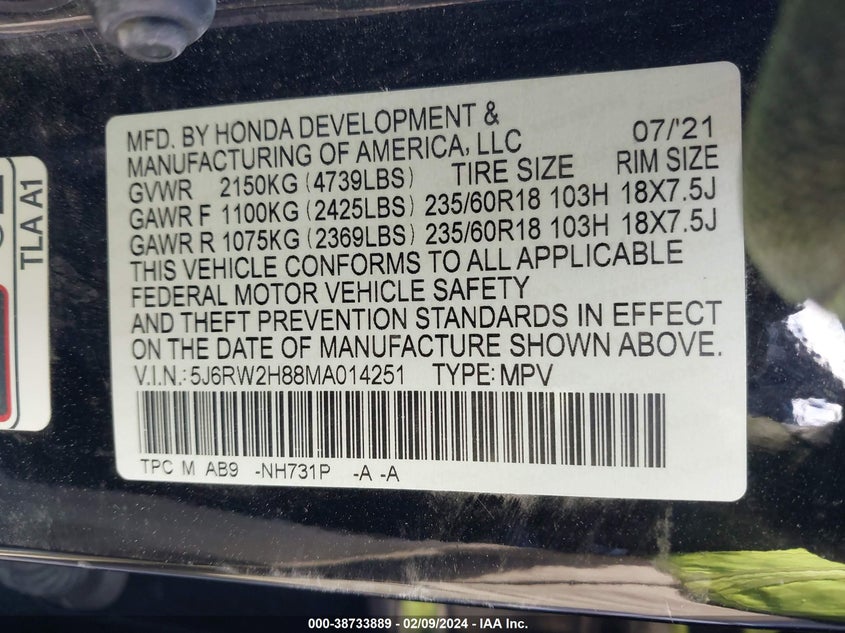 MFD. BY HONDA DEVELOPMENT & 07/'21
MANUFACTURING OF AMERICA, LLC
GVWR 2150KG (4739LBS) TIRE SIZE RIM SIZE
GAWR F 1100KG (2425LBS) 235/60R18 103H 18X7.5J
GAWR R 1075KG (2369LBS) 235/60R18 103H 18X7.5J
THIS VEHICLE CONFORMS TO ALL APPLICABLE
FEDERAL MOTOR VEHICLE SAFETY
AND THEFT PREVENTION STANDARDS IN EFFECT
ON THE DATE OF MANUFACTURE SHOWN ABOVE.
V.I.N.:5J6RW2H88MA014251 TYPE:MPV
TPC M AB9 -NH731P -A -A
TLA A1
000-38733889 - 02/09/2024 - IAA Inc.